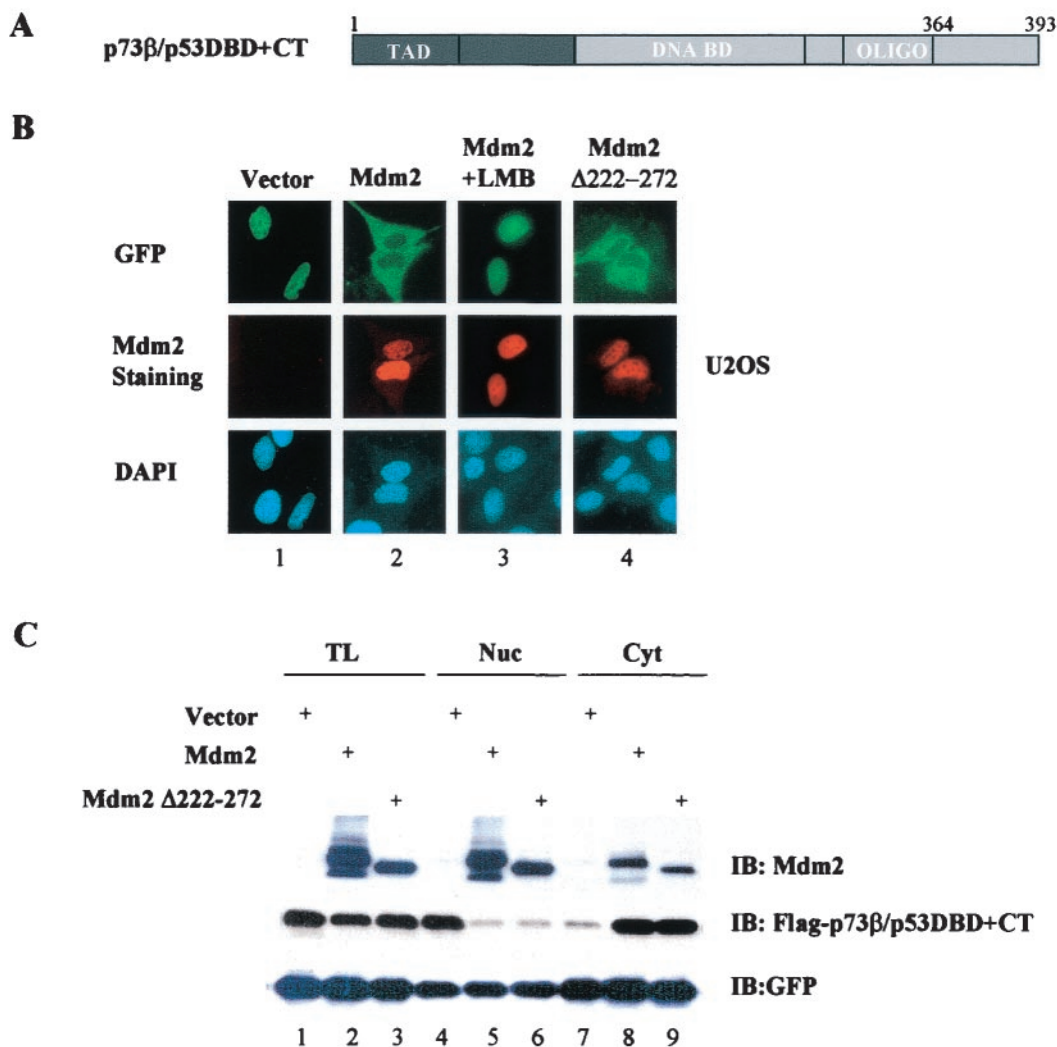 A
1 364 393
p73β/p53DBD+CT TAD DNA BD OLIGO
B
Vector Mdm2 Mdm2 +LMB Mdm2 Δ222–272
GFP
Mdm2 Staining
U2OS
DAPI
1 2 3 4
C
TL Nuc Cyt
Vector + + +
Mdm2 + + +
Mdm2 Δ222-272 + + +
IB: Mdm2
IB: Flag-p73β/p53DBD+CT
IB:GFP
1 2 3 4 5 6 7 8 9